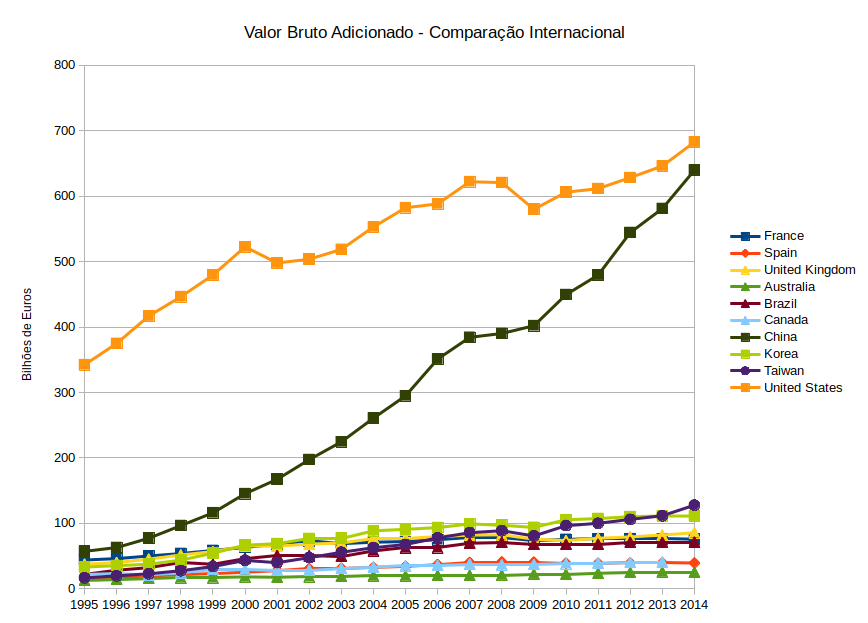 Valor Bruto Adicionado - Comparação Internacional
800
700
600
500
400
300
200
100
0
Bilhões de Euros
1995 1996 1997 1998 1999 2000 2001 2002 2003 2004 2005 2006 2007 2008 2009 2010 2011 2012 2013 2014
France
Spain
United Kingdom
Australia
Brazil
Canada
China
Korea
Taiwan
United States